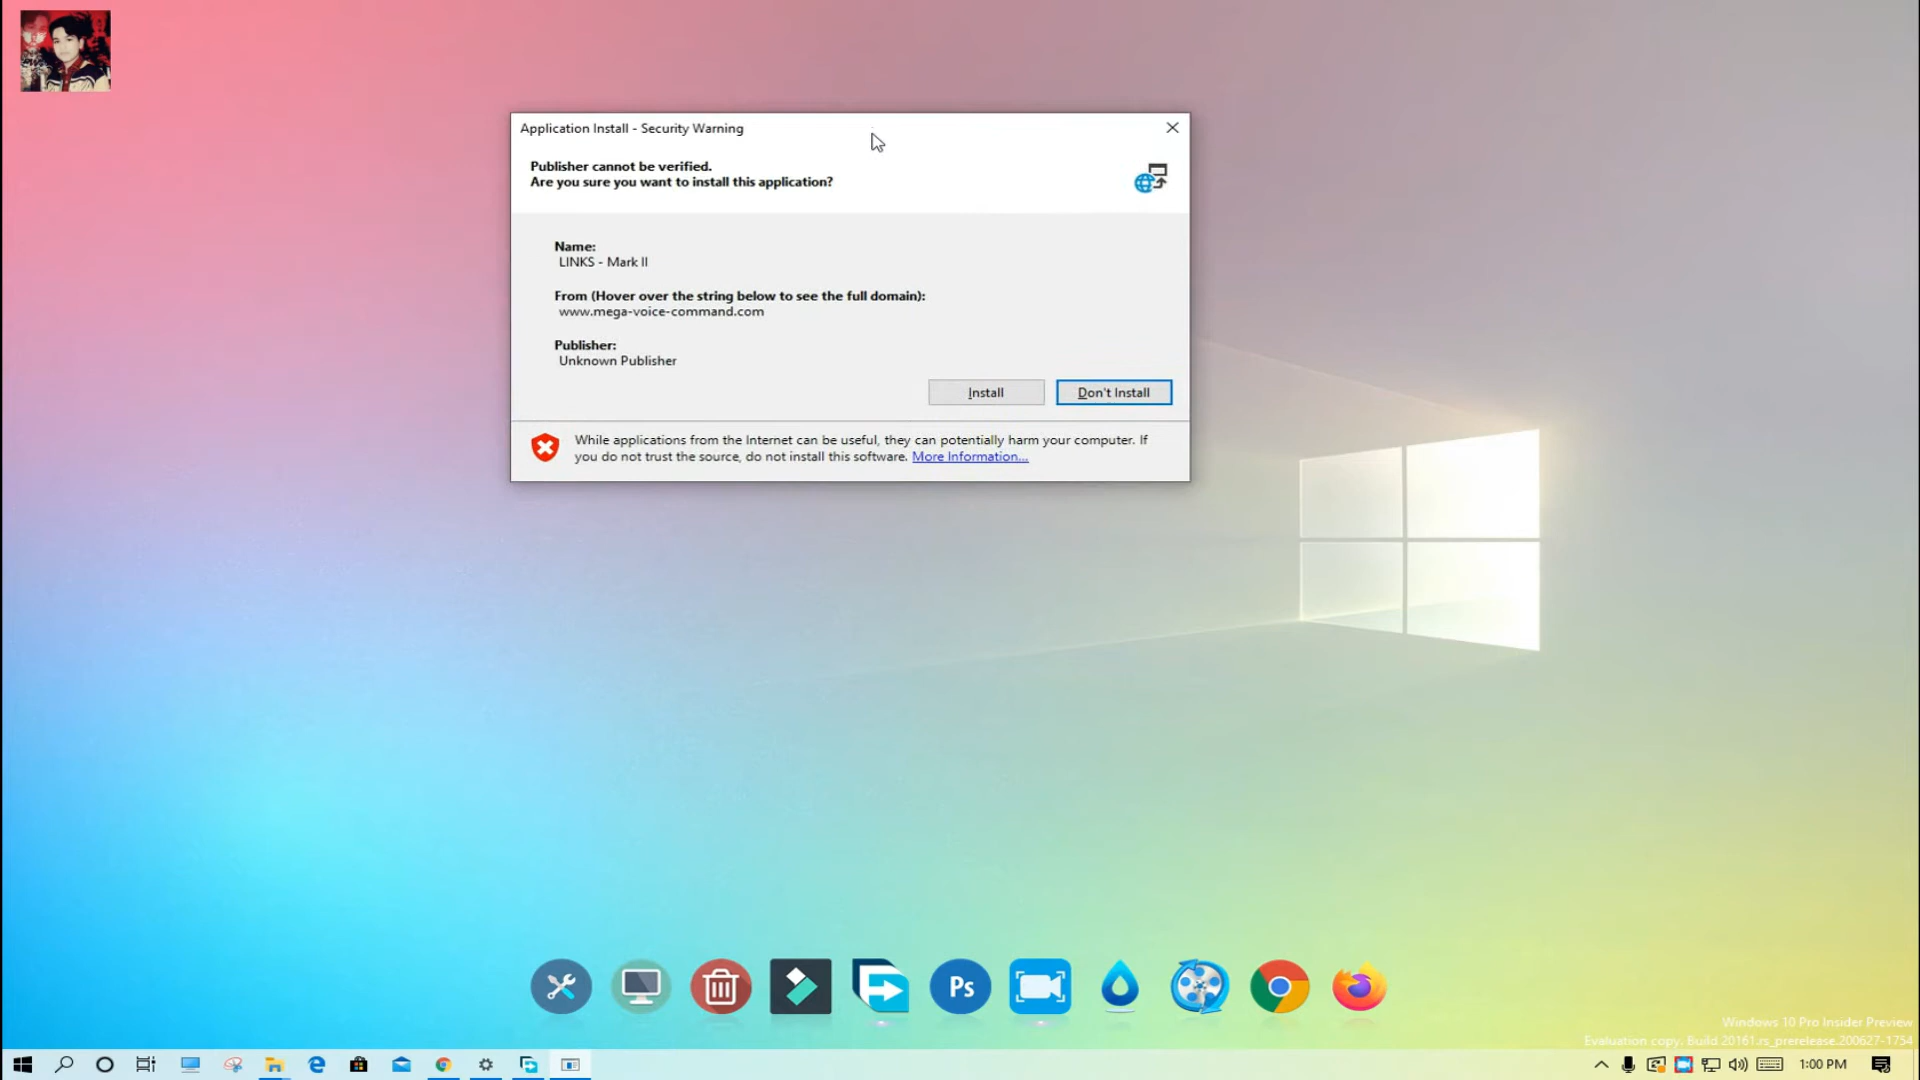 Application Install - Security Warning
Publisher cannot be verified.
Are you sure you want to install this application?
Name:
LINKS - Mark II
From (Hover over the string below to see the full domain):
www.mega-voice-command.com
Publisher:
Unknown Publisher
Install
Don't Install
While applications from the Internet can be useful, they can potentially harm your computer. If
you do not trust the source, do not install this software. More Information...
Ps
Windows 10 Pro Insider Preview
Evaluation copy. Build 20161.rs_prerelease.200627-1754
1:00 PM